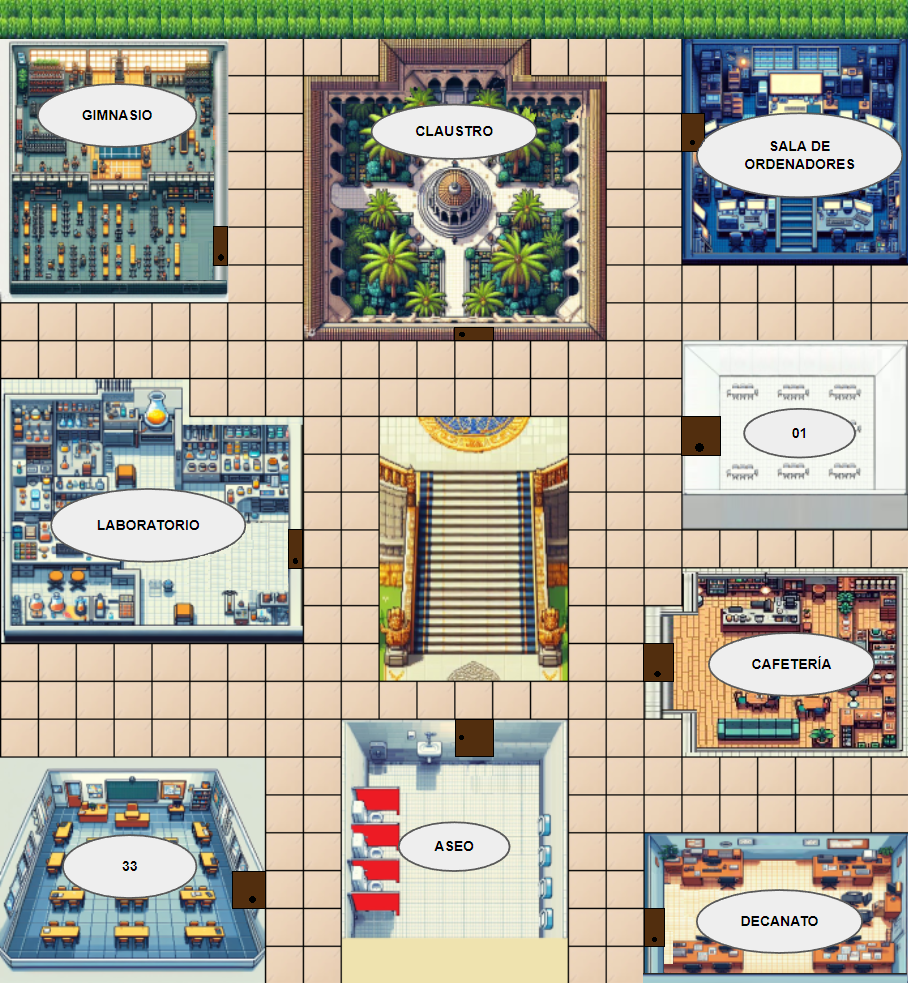 GIMNASIO
CLAUSTRO
SALA DE
ORDENADORES
01
LABORATORIO
CAFETERÍA
33
ASEO
DECANATO